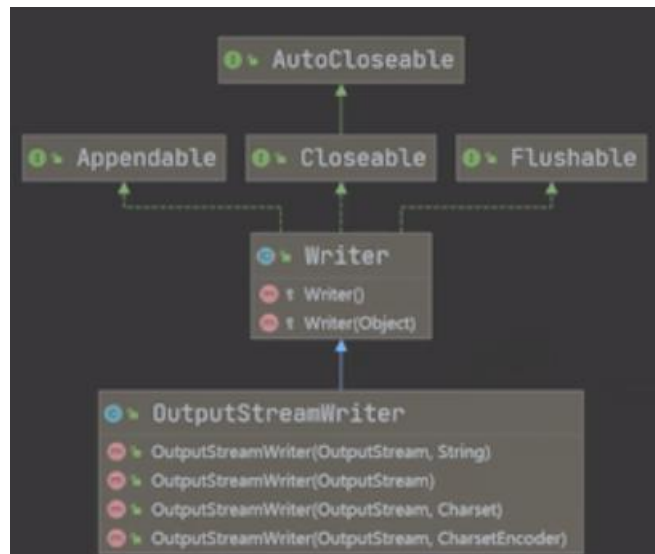 AutoCloseable
Appendable
Closeable
Flushable
Writer
Writer()
Writer(Object)
OutputStreamWriter
OutputStreamWriter(OutputStream, String)
OutputStreamWriter(OutputStream)
OutputStreamWriter(OutputStream, Charset)
OutputStreamWriter(OutputStream, CharsetEncoder)